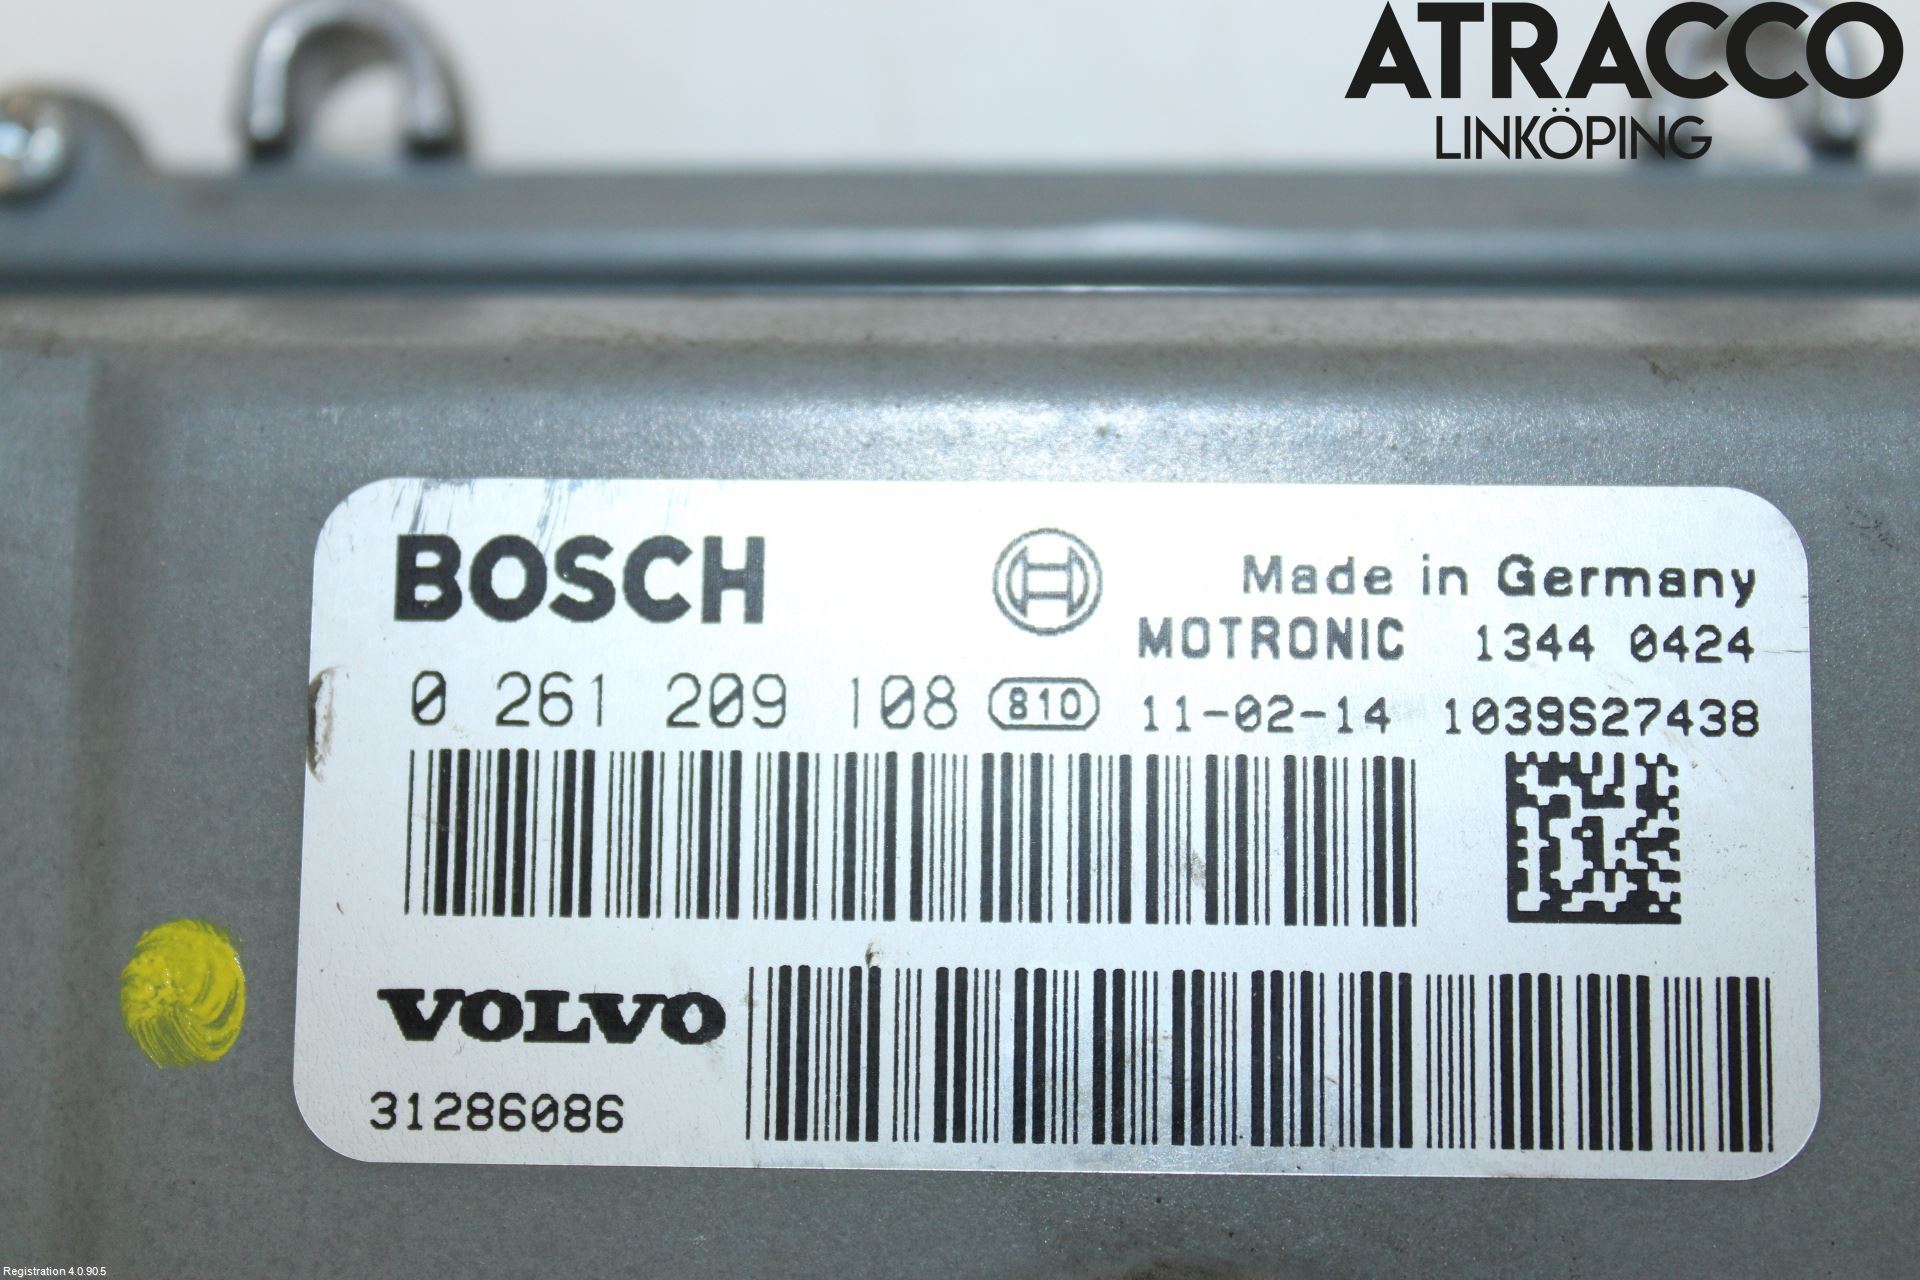 ATRACCO
LINKÖPING
BOSCH
Made in Germany
MOTRONIC 1344 0424
0 261 209 108 810 11-02-14 1039S27438
VOLVO
31286086
Registration 4.0.90.5